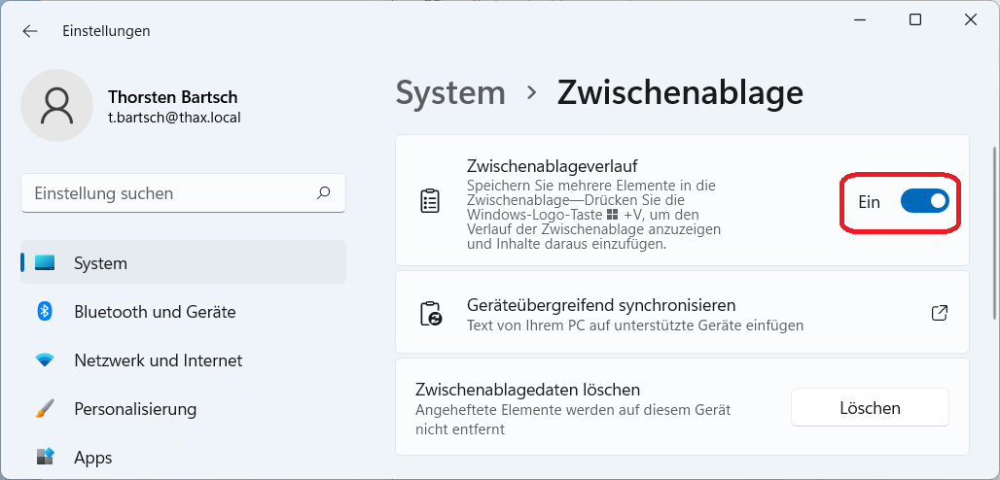 Einstellungen
Thorsten Bartsch
t.bartsch@thax.local
Einstellung suchen
System
Bluetooth und Geräte
Netzwerk und Internet
Personalisierung
Apps
System > Zwischenablage
Zwischenablageverlauf
Speichern Sie mehrere Elemente in die
Zwischenablage—Drücken Sie die
Windows-Logo-Taste +V, um den
Verlauf der Zwischenablage anzuzeigen
und Inhalte daraus einzufügen.
Ein
Geräteübergreifend synchronisieren
Text von Ihrem PC auf unterstützte Geräte einfügen
Zwischenablagedaten löschen
Angeheftete Elemente werden auf diesem Gerät
nicht entfernt
Löschen